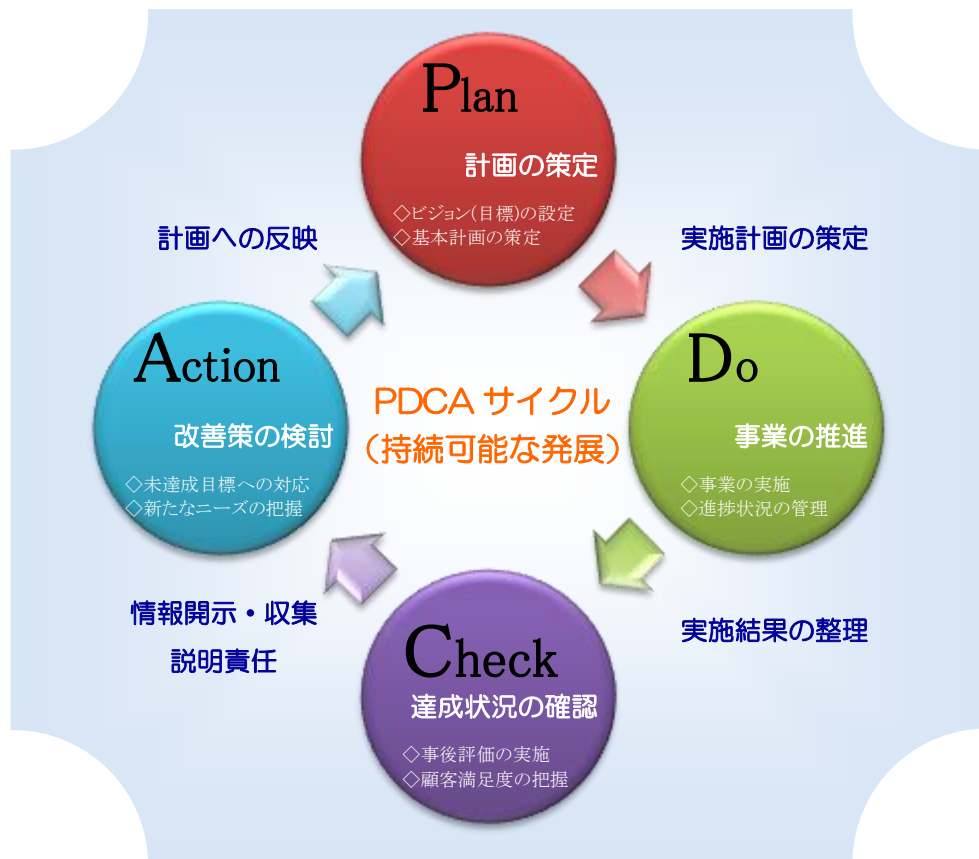 Plan
計画の策定
◇ビジョン(目標)の設定
◇基本計画の策定
計画への反映
実施計画の策定
Action
改善策の検討
◇未達成目標への対応
◇新たなニーズの把握
PDCA サイクル
（持続可能な発展）
Do
事業の推進
◇事業の実施
◇進捗状況の管理
情報開示・収集
説明責任
実施結果の整理
Check
達成状況の確認
◇事後評価の実施
◇顧客満足度の把握